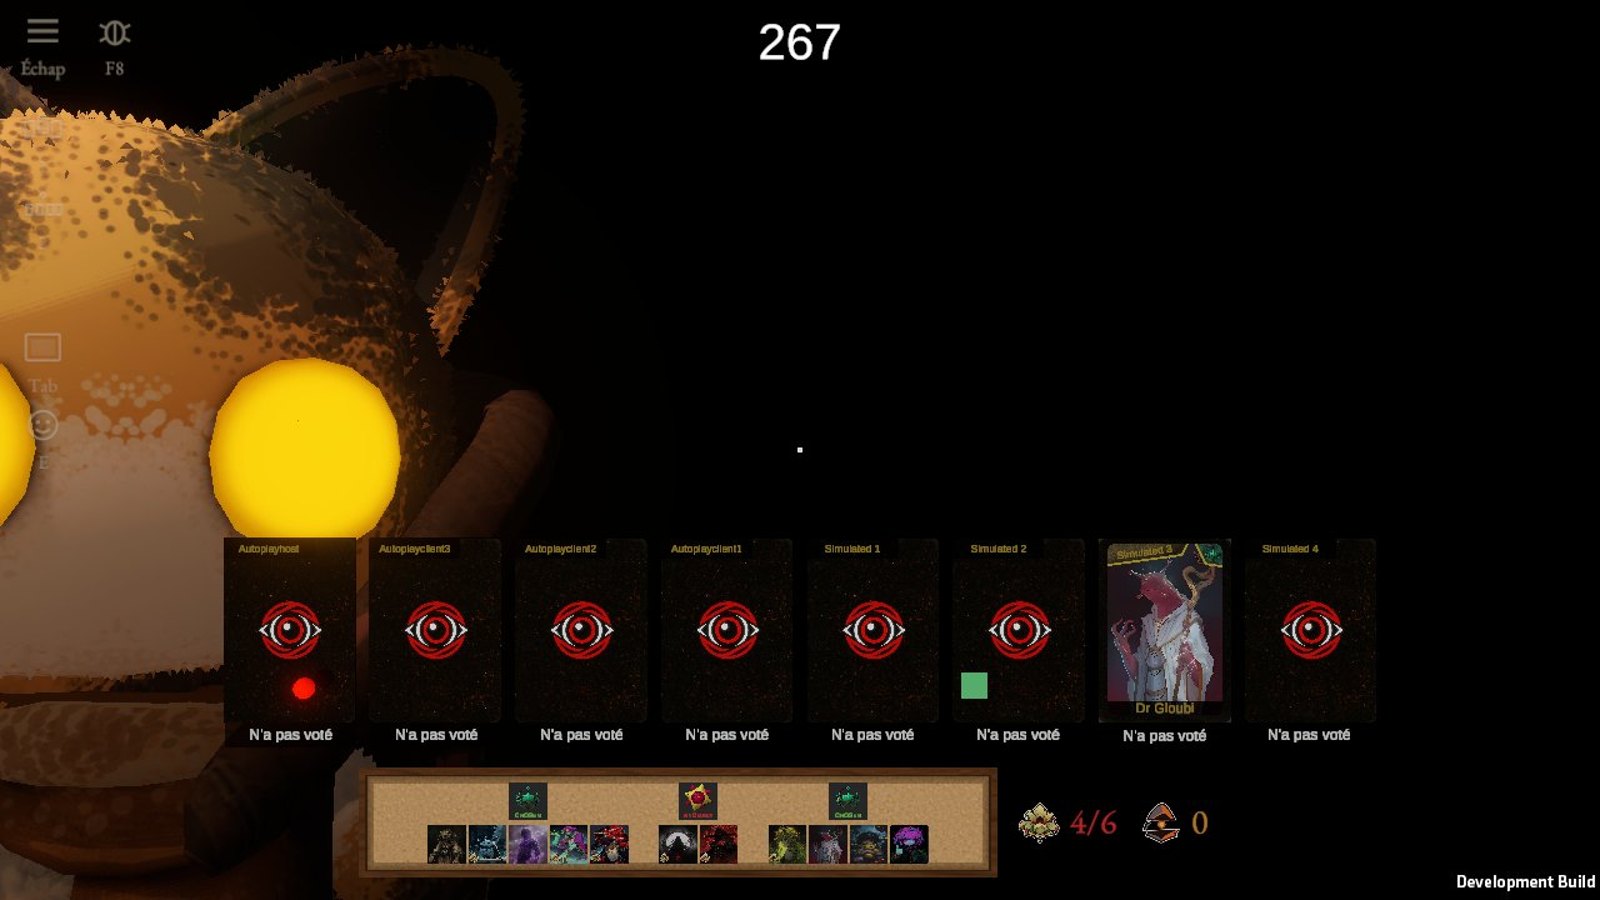 267
Échap
F8
Tab
E
Autoplayhost
Autoplayclient3
Autoplayclient2
Autoplayclient1
Simulated 1
Simulated 2
Simulated 3
Simulated 4
Dr Gloubi
N'a pas voté
N'a pas voté
N'a pas voté
N'a pas voté
N'a pas voté
N'a pas voté
N'a pas voté
N'a pas voté
4/6
0
Development Build